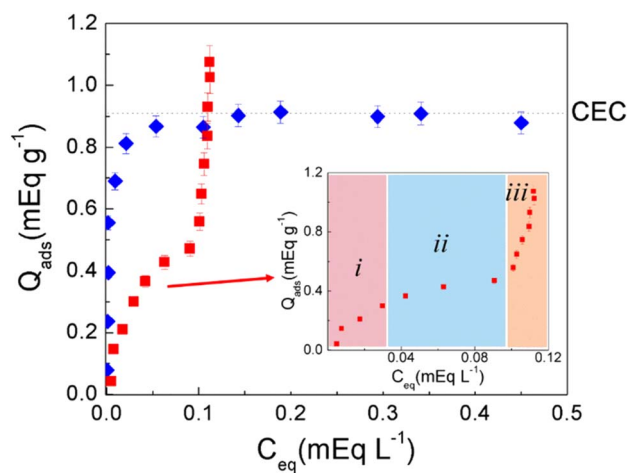 1.2
1.0
0.8
0.6
0.4
0.2
0.0
Q_ads(mEq g⁻¹)
CEC
1.2
0.8
0.4
0.0
Q_ads(mEq g⁻¹)
i
ii
iii
0.04 0.08 0.12
C_eq(mEq L⁻¹)
0.0 0.1 0.2 0.3 0.4 0.5
C_eq(mEq L⁻¹)